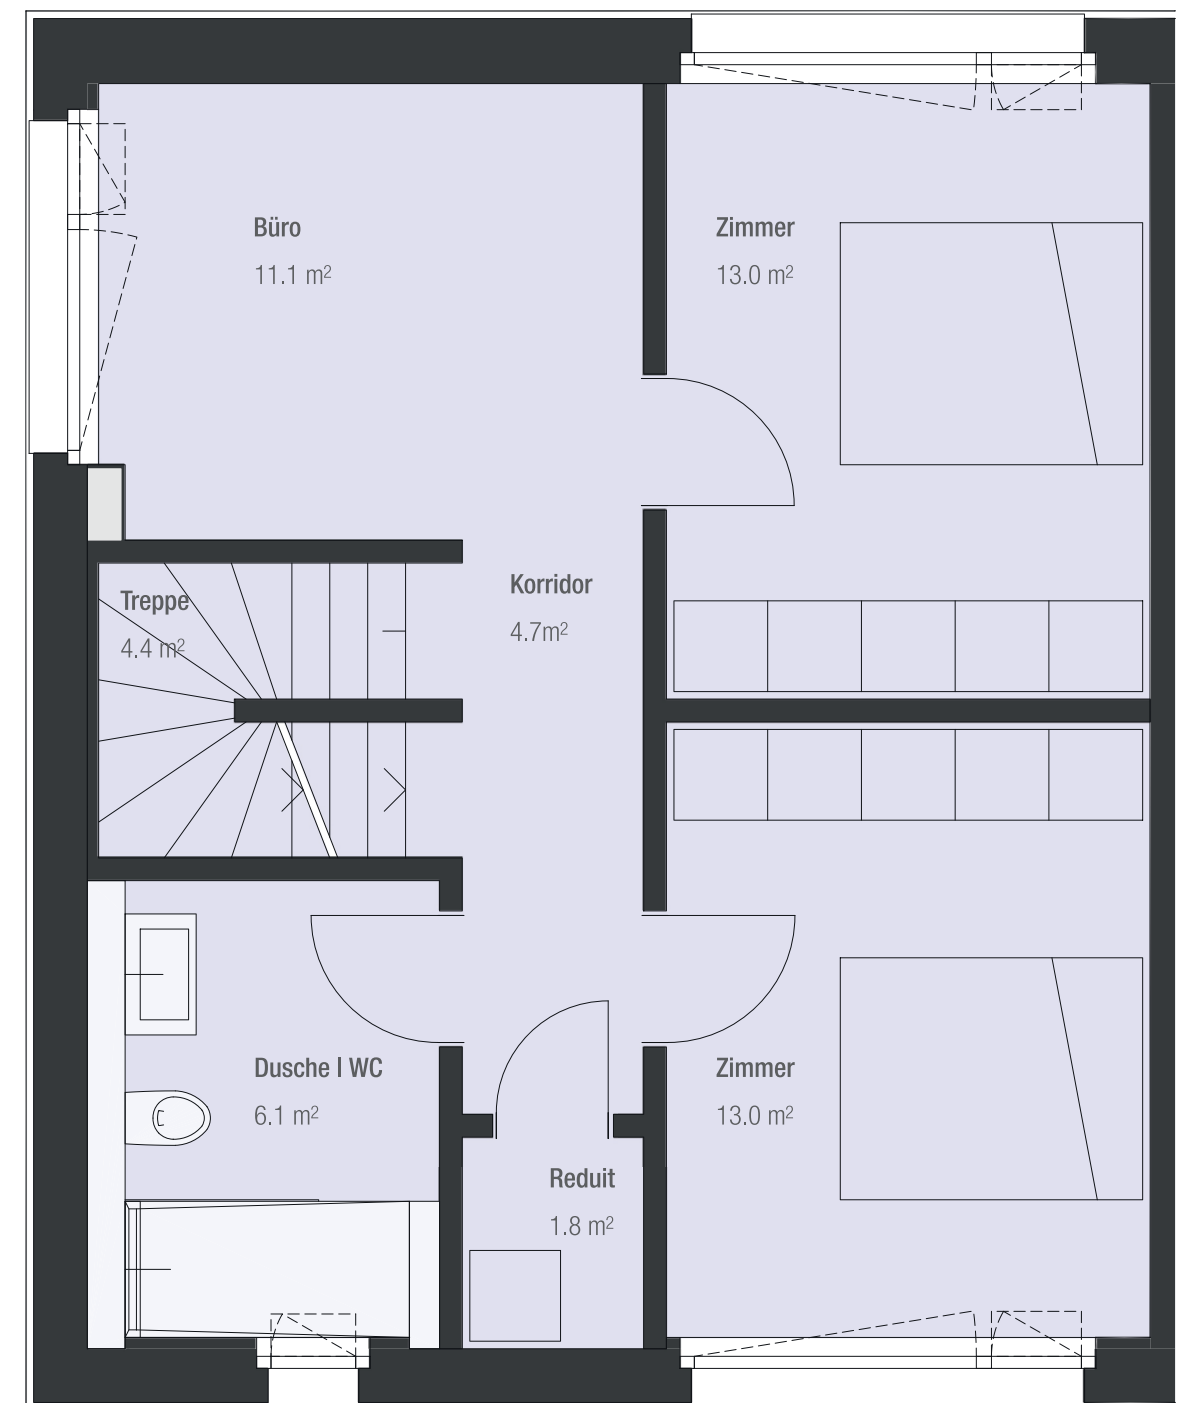 Büro
11.1 m²
Zimmer
13.0 m²
Treppe
4.4 m²
Korridor
4.7m²
Dusche I WC
6.1 m²
Zimmer
13.0 m²
Reduit
1.8 m²